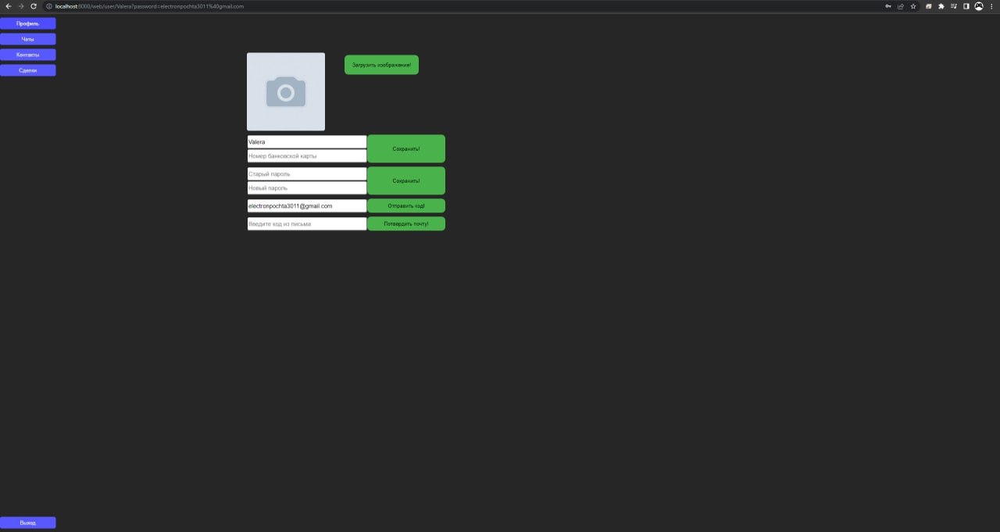 localhost:8000/web/user/Valera?password=electronpochta3011%40gmail.com
Профиль
Чаты
Контакты
Сделки
Загрузить изображение!
Valera
Номер банковской карты
Сохранить!
Старый пароль
Новый пароль
Сохранить!
electronpochta3011@gmail.com
Отправить код!
Введите код из письма
Потвердить почту!
Выход